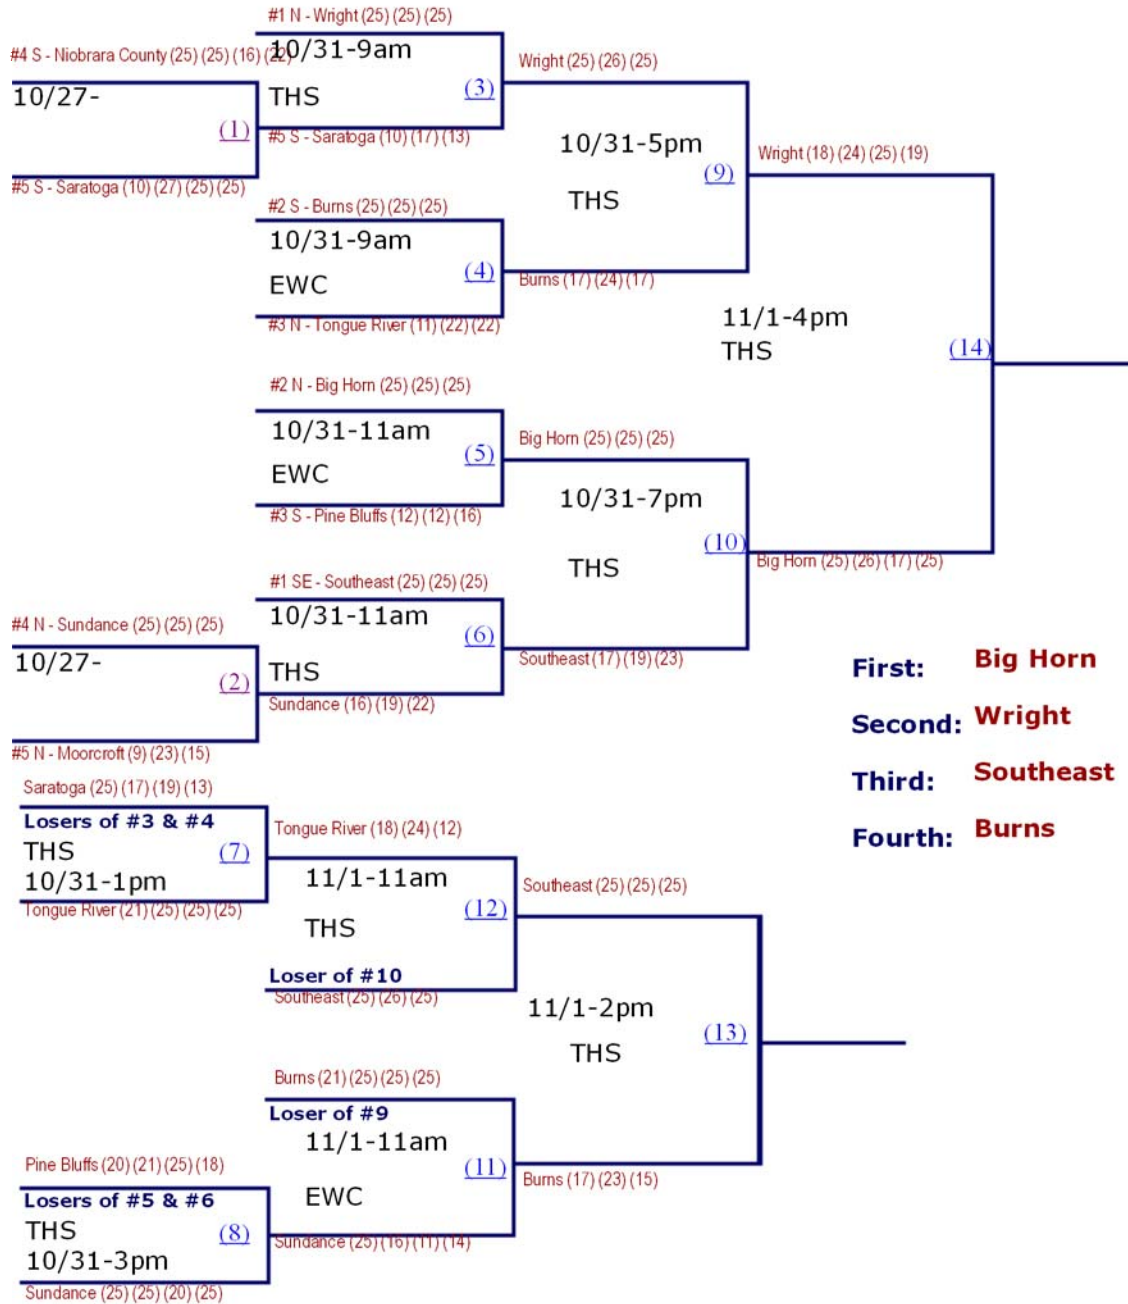 #1 N - Wright (25) (25) (25)
#4 S - Niobrara County (25) (25) (16) (22)
10/31-9am
Wright (25) (26) (25)
10/27-
THS
(3)
(1)
#5 S - Saratoga (10) (17) (13)
10/31-5pm
Wright (18) (24) (25) (19)
(9)
#5 S - Saratoga (10) (27) (25) (25)
THS
#2 S - Burns (25) (25) (25)
10/31-9am
(4)
EWC
Burns (17) (24) (17)
#3 N - Tongue River (11) (22) (22)
11/1-4pm
THS
(14)
#2 N - Big Horn (25) (25) (25)
10/31-11am
Big Horn (25) (25) (25)
(5)
EWC
10/31-7pm
#3 S - Pine Bluffs (12) (12) (16)
(10)
THS
Big Horn (25) (26) (17) (25)
#1 SE - Southeast (25) (25) (25)
10/31-11am
#4 N - Sundance (25) (25) (25)
(6)
10/27-
Southeast (17) (19) (23)
THS
(2)
Sundance (16) (19) (22)
#5 N - Moorcroft (9) (23) (15)
First: Big Horn
Second: Wright
Third: Southeast
Fourth: Burns
Saratoga (25) (17) (19) (13)
Losers of #3 & #4
Tongue River (18) (24) (12)
THS
(7)
10/31-1pm
11/1-11am
Southeast (25) (25) (25)
Tongue River (21) (25) (25) (25)
(12)
THS
Loser of #10
Southeast (25) (26) (25)
11/1-2pm
(13)
THS
Burns (21) (25) (25) (25)
Loser of #9
11/1-11am
Pine Bluffs (20) (21) (25) (18)
(11)
Burns (17) (23) (15)
Losers of #5 & #6
EWC
THS
(8)
Sundance (25) (16) (11) (14)
10/31-3pm
Sundance (25) (25) (20) (25)